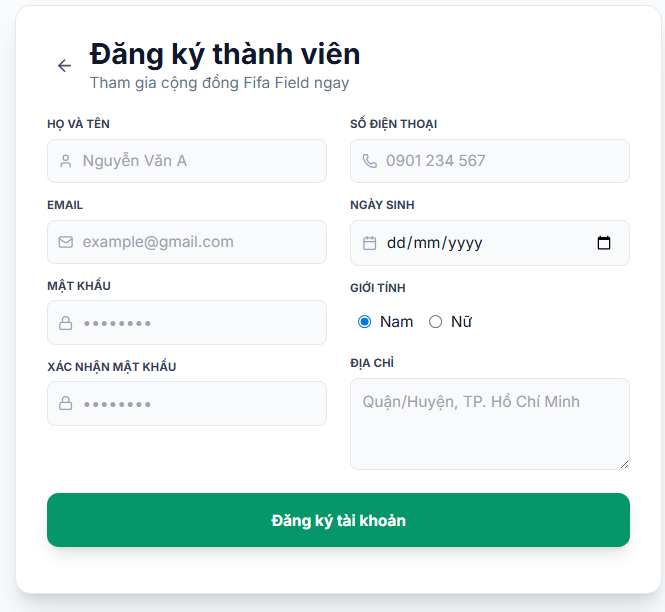 Đăng ký thành viên
Tham gia cộng đồng Fifa Field ngay
HỌ VÀ TÊN
Nguyễn Văn A
EMAIL
example@gmail.com
MẬT KHẨU
••••••••
XÁC NHẬN MẬT KHẨU
••••••••
SỐ ĐIỆN THOẠI
0901 234 567
NGÀY SINH
dd/mm/yyyy
GIỚI TÍNH
Nam Nữ
ĐỊA CHỈ
Quận/Huyện, TP. Hồ Chí Minh
Đăng ký tài khoản